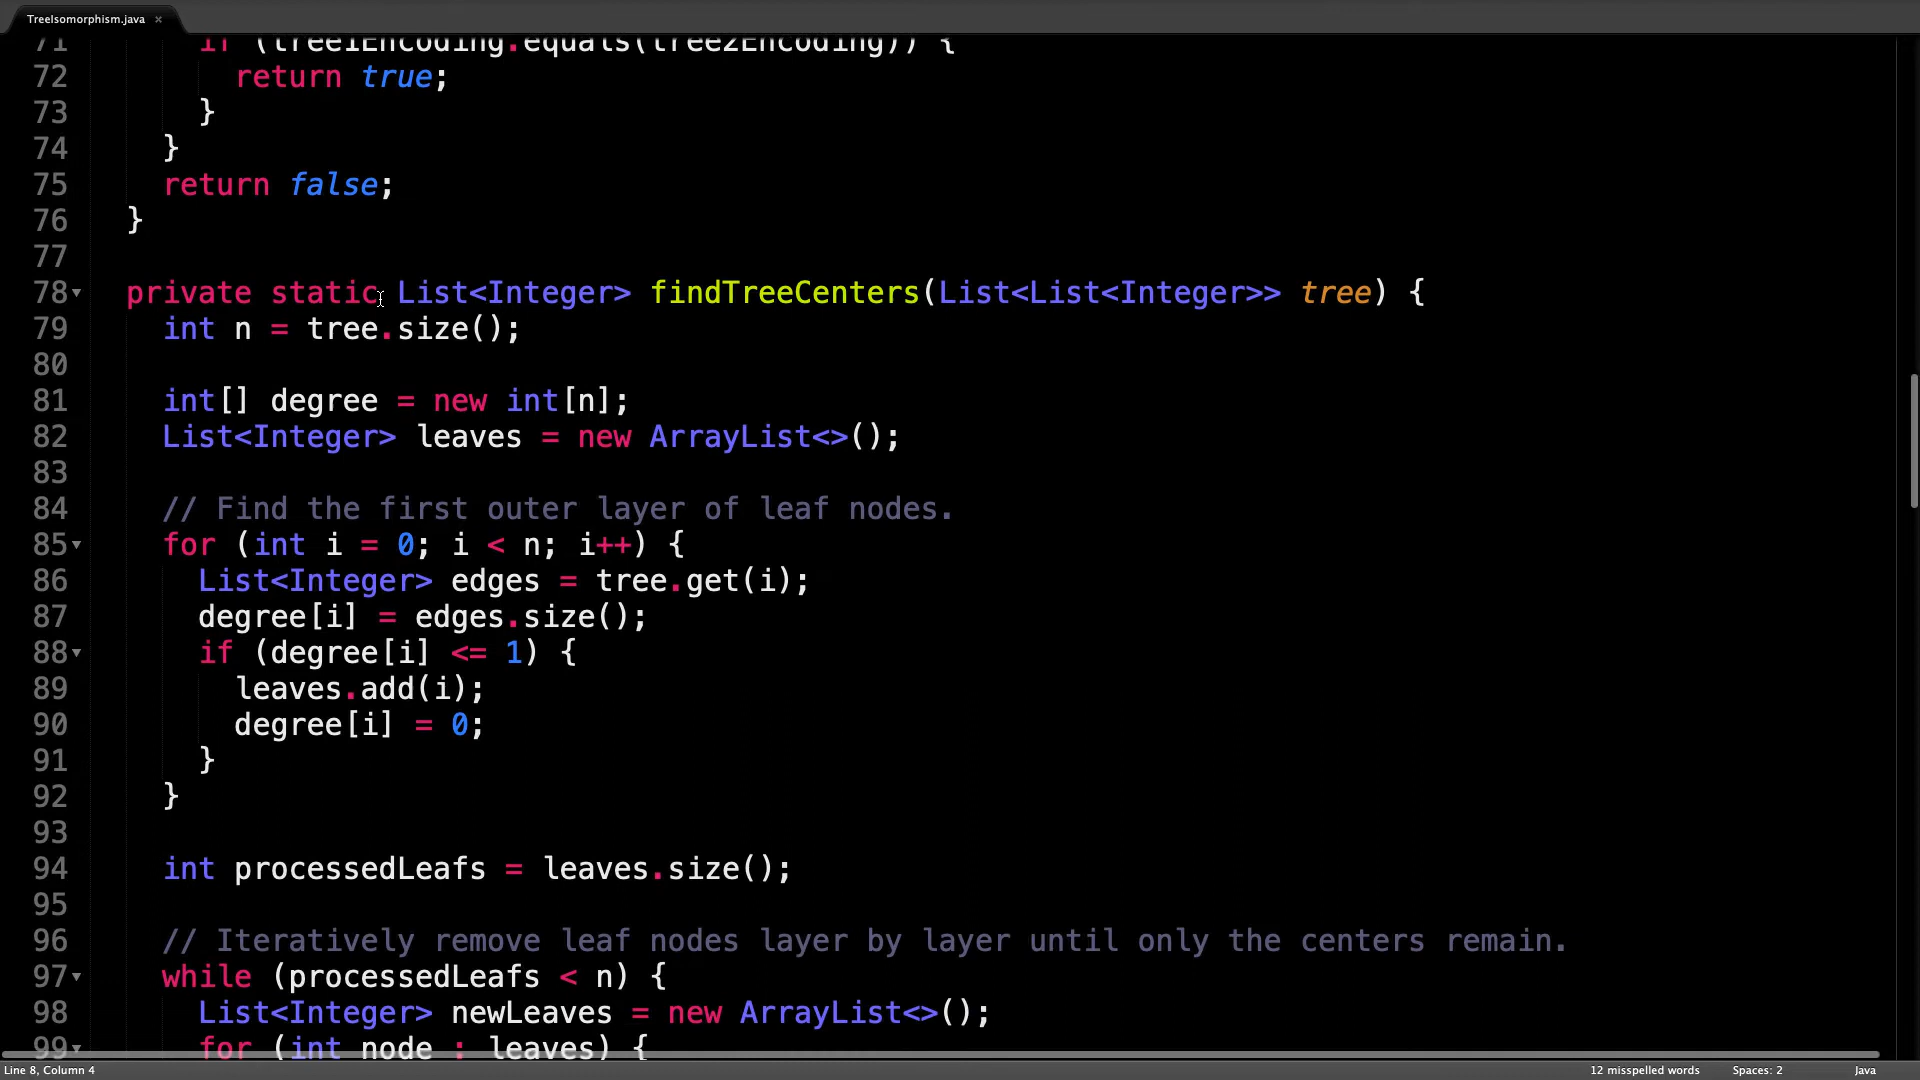 TreeIsomorphism.java ×
71 if (tree1Encoding.equals(tree2Encoding)) {
72 return true;
73 }
74 }
75 return false;
76 }
77
78 private static List<Integer> findTreeCenters(List<List<Integer>> tree) {
79 int n = tree.size();
80
81 int[] degree = new int[n];
82 List<Integer> leaves = new ArrayList<>();
83
84 // Find the first outer layer of leaf nodes.
85 for (int i = 0; i < n; i++) {
86 List<Integer> edges = tree.get(i);
87 degree[i] = edges.size();
88 if (degree[i] <= 1) {
89 leaves.add(i);
90 degree[i] = 0;
91 }
92 }
93
94 int processedLeafs = leaves.size();
95
96 // Iteratively remove leaf nodes layer by layer until only the centers remain.
97 while (processedLeafs < n) {
98 List<Integer> newLeaves = new ArrayList<>();
99 for (int node : leaves) {
Line 8, Column 4 12 misspelled words Spaces: 2 Java